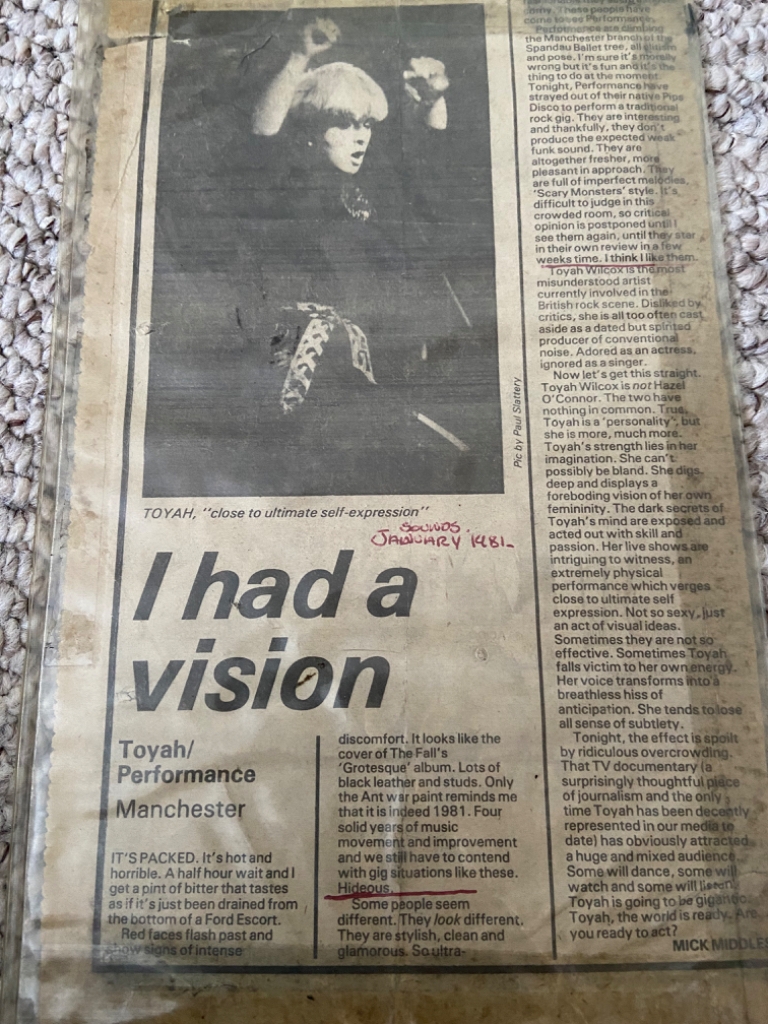 Pic by Paul Slattery
TOYAH, "close to ultimate self-expression"
SOUNDS
JANUARY 1981
I had a
vision
Toyah/
Performance
Manchester
IT'S PACKED. It's hot and
horrible. A half hour wait and I
get a pint of bitter that tastes
as if it's just been drained from
the bottom of a Ford Escort.
Red faces flash past and
show signs of intense
discomfort. It looks like the
cover of The Fall's
'Grotesque' album. Lots of
black leather and studs. Only
the Ant war paint reminds me
that it is indeed 1981. Four
solid years of music
movement and improvement
and we still have to contend
with gig situations like these.
Hideous.
Some people seem
different. They look different.
They are stylish, clean and
glamorous. So ultra-
These people have
come to see Performance.
Performance are climbing
the Manchester branch of the
Spandau Ballet tree, all glamour
and pose. I'm sure it's morally
wrong but it's fun and it's the
thing to do at the moment.
Tonight, Performance have
strayed out of their native Pips
Disco to perform a traditional
rock gig. They are interesting
and thankfully, they don't
produce the expected weak
funk sound. They are
altogether fresher, more
pleasant in approach. They
are full of imperfect melodies,
'Scary Monsters' style. It's
difficult to judge in this
crowded room, so critical
opinion is postponed until I
see them again, until they star
in their own review in a few
weeks time. I think I like them.
Toyah Wilcox is the most
misunderstood artist
currently involved in the
British rock scene. Disliked by
critics, she is all too often cast
aside as a dated but spirited
producer of conventional
noise. Adored as an actress,
ignored as a singer.
Now let's get this straight.
Toyah Wilcox is not Hazel
O'Connor. The two have
nothing in common. True,
Toyah is a 'personality', but
she is more, much more.
Toyah's strength lies in her
imagination. She can't
possibly be bland. She digs
deep and displays a
foreboding vision of her own
femininity. The dark secrets of
Toyah's mind are exposed and
acted out with skill and
passion. Her live shows are
intriguing to witness, an
extremely physical
performance which verges
close to ultimate self
expression. Not so sexy, just
an act of visual ideas.
Sometimes they are not so
effective. Sometimes Toyah
falls victim to her own energy.
Her voice transforms into a
breathless hiss of
anticipation. She tends to lose
all sense of subtlety.
Tonight, the effect is spoilt
by ridiculous overcrowding.
That TV documentary (a
surprisingly thoughtful piece
of journalism and the only
time Toyah has been decently
represented in our media to
date) has obviously attracted
a huge and mixed audience.
Some will dance, some will
watch and some will listen.
Toyah is going to be gigantic.
Toyah, the world is ready. Are
you ready to act?
MICK MIDDLES